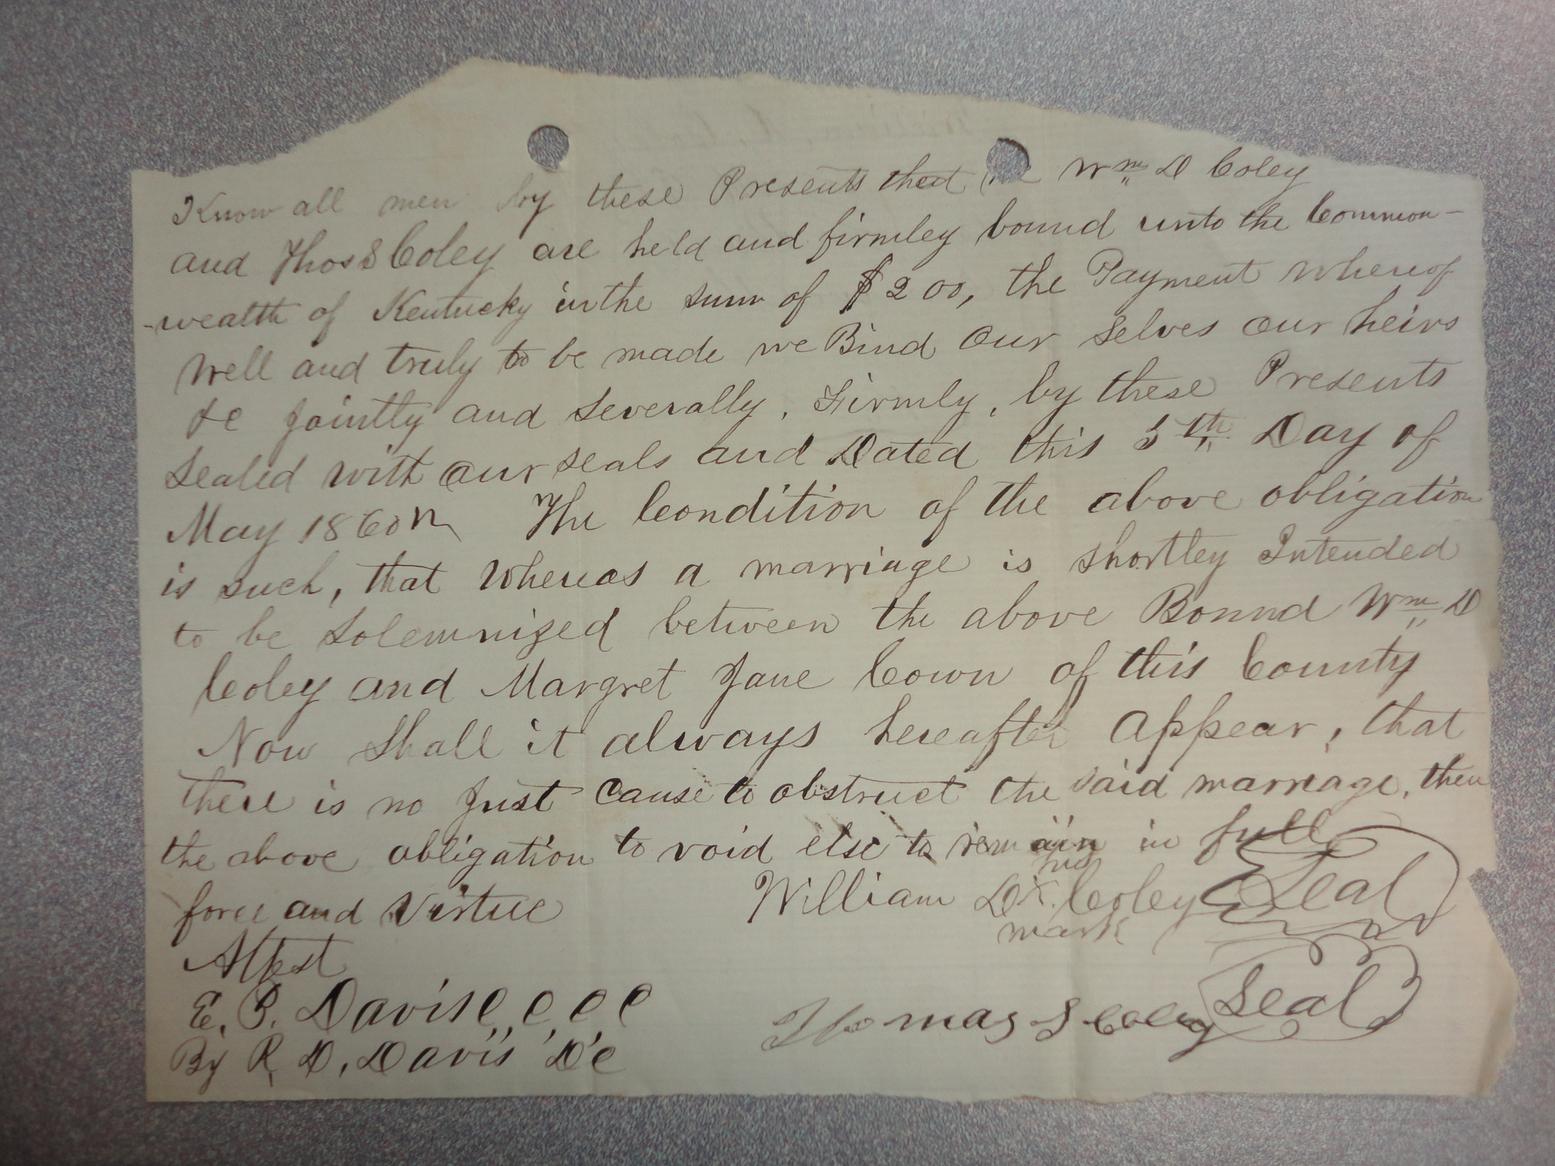 Know all men by these Presents that we Wm D Coley
and Thos S Coley are held and firmley bound unto the Common-
-wealth of Kentucky in the sum of $200, the Payment whereof
well and truly to be made we Bind our selves our heirs
&c jointly and severally, Firmly, by these Presents
sealed with our seals and Dated this 5th Day of
May 1860 The Condition of the above obligation
is such, that whereas a marriage is shortley Intended
to be Solemnized between the above Bound Wm D
Coley and Margret Jane Cown of this County
Now Shall it always hereafter appear, that
there is no Just cause to obstruct the said marriage, then
the above obligation to void else to remain in full
force and Virtue
his
William D X Coley Seal
mark
Attest
E. P. Davis C C C C
Thomas S Coley Seal
By R D. Davis D C